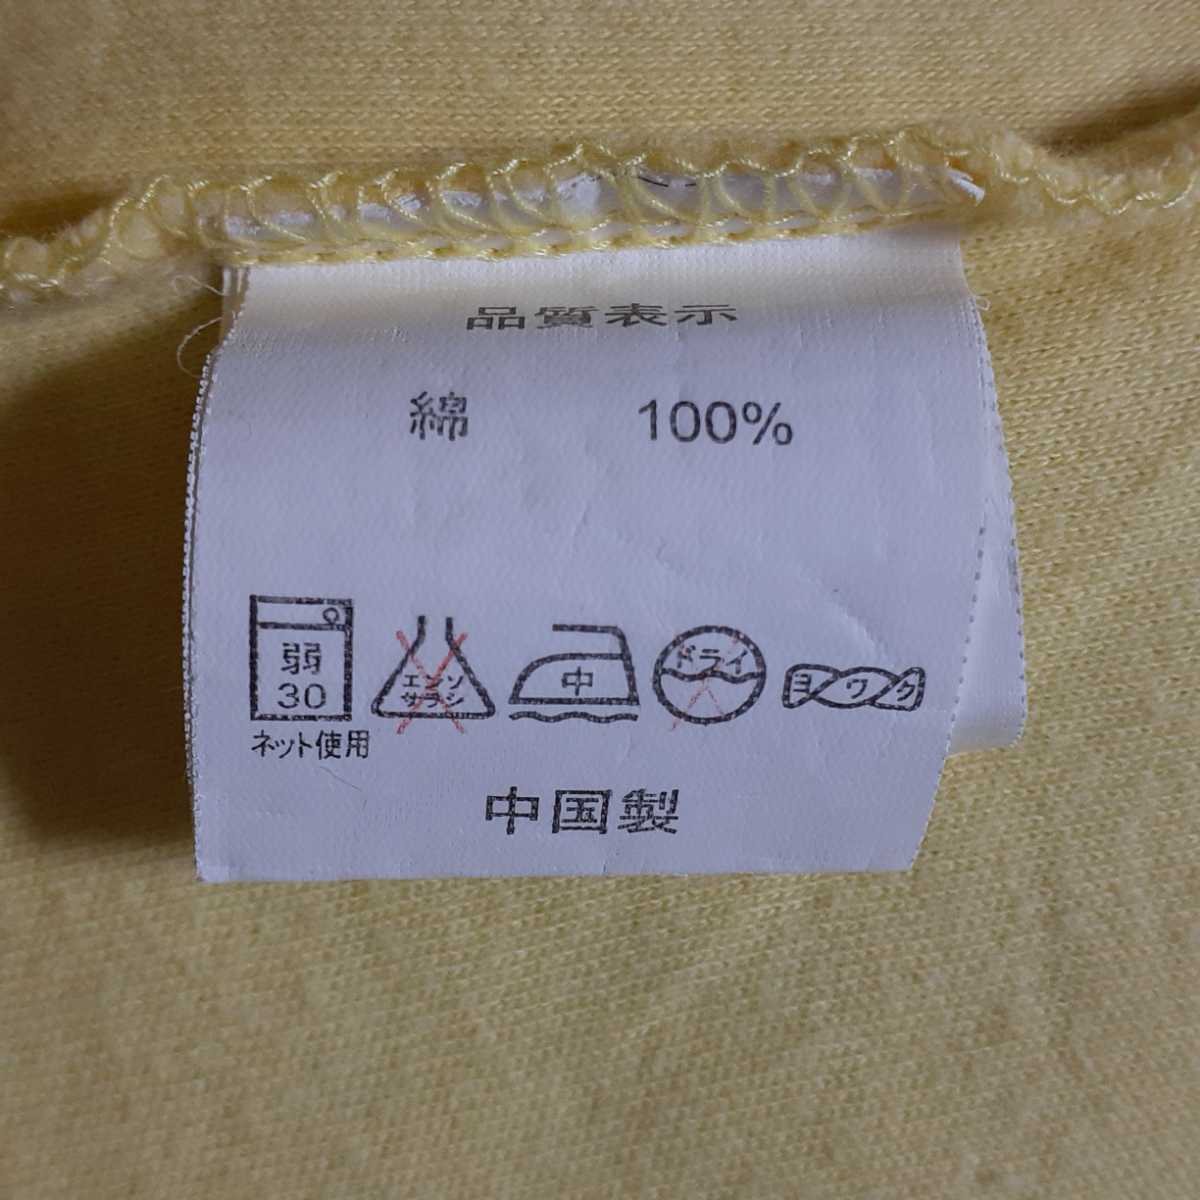 品質表示
綿 100%
弱 30
エンソ サラシ
中
ドライ
ヨワク
ネット使用
中国製